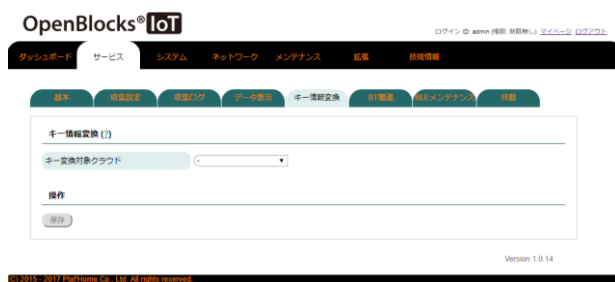 OpenBlocks® IoT
ログイン ID: admin (権限: 制限無し) マイページ ログアウト
ダッシュボード サービス システム ネットワーク メンテナンス 拡張 技術情報
基本 収集設定 収集ログ データ表示 キー情報変換 BT関連 BLEメンテナンス 状態
キー情報変換 (?)
キー変換対象クラウド -
操作
保存
Version 1.0.14
(C) 2015 - 2017 Plat'Home Co., Ltd. All rights reserved.